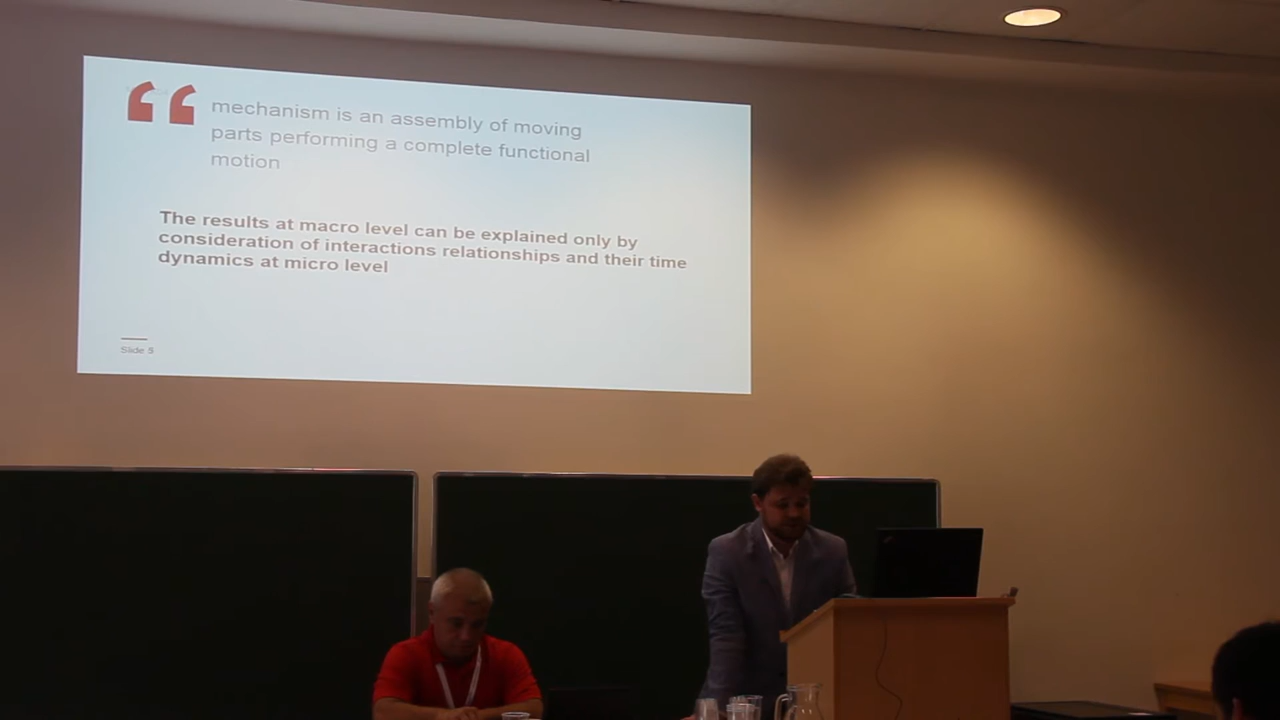 “
mechanism is an assembly of moving
parts performing a complete functional
motion
The results at macro level can be explained only by
consideration of interactions relationships and their time
dynamics at micro level
Slide 5